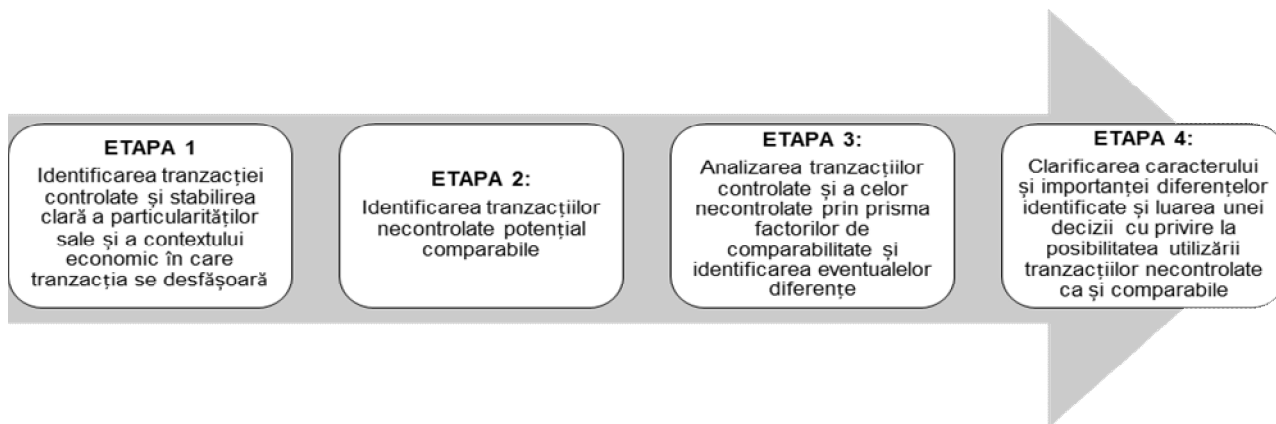 ETAPA 1
Identificarea tranzacției
controlate și stabilirea
clară a particularităților
sale și a contextului
economic în care
tranzacția se desfășoară
ETAPA 2:
Identificarea tranzacțiilor
necontrolate potențial
comparabile
ETAPA 3:
Analizarea tranzacțiilor
controlate și a celor
necontrolate prin prisma
factorilor de
comparabilitate și
identificarea eventualelor
diferențe
ETAPA 4:
Clarificarea caracterului
și importanței diferențelor
identificate și luarea unei
decizii cu privire la
posibilitatea utilizării
tranzacțiilor necontrolate
ca și comparabile